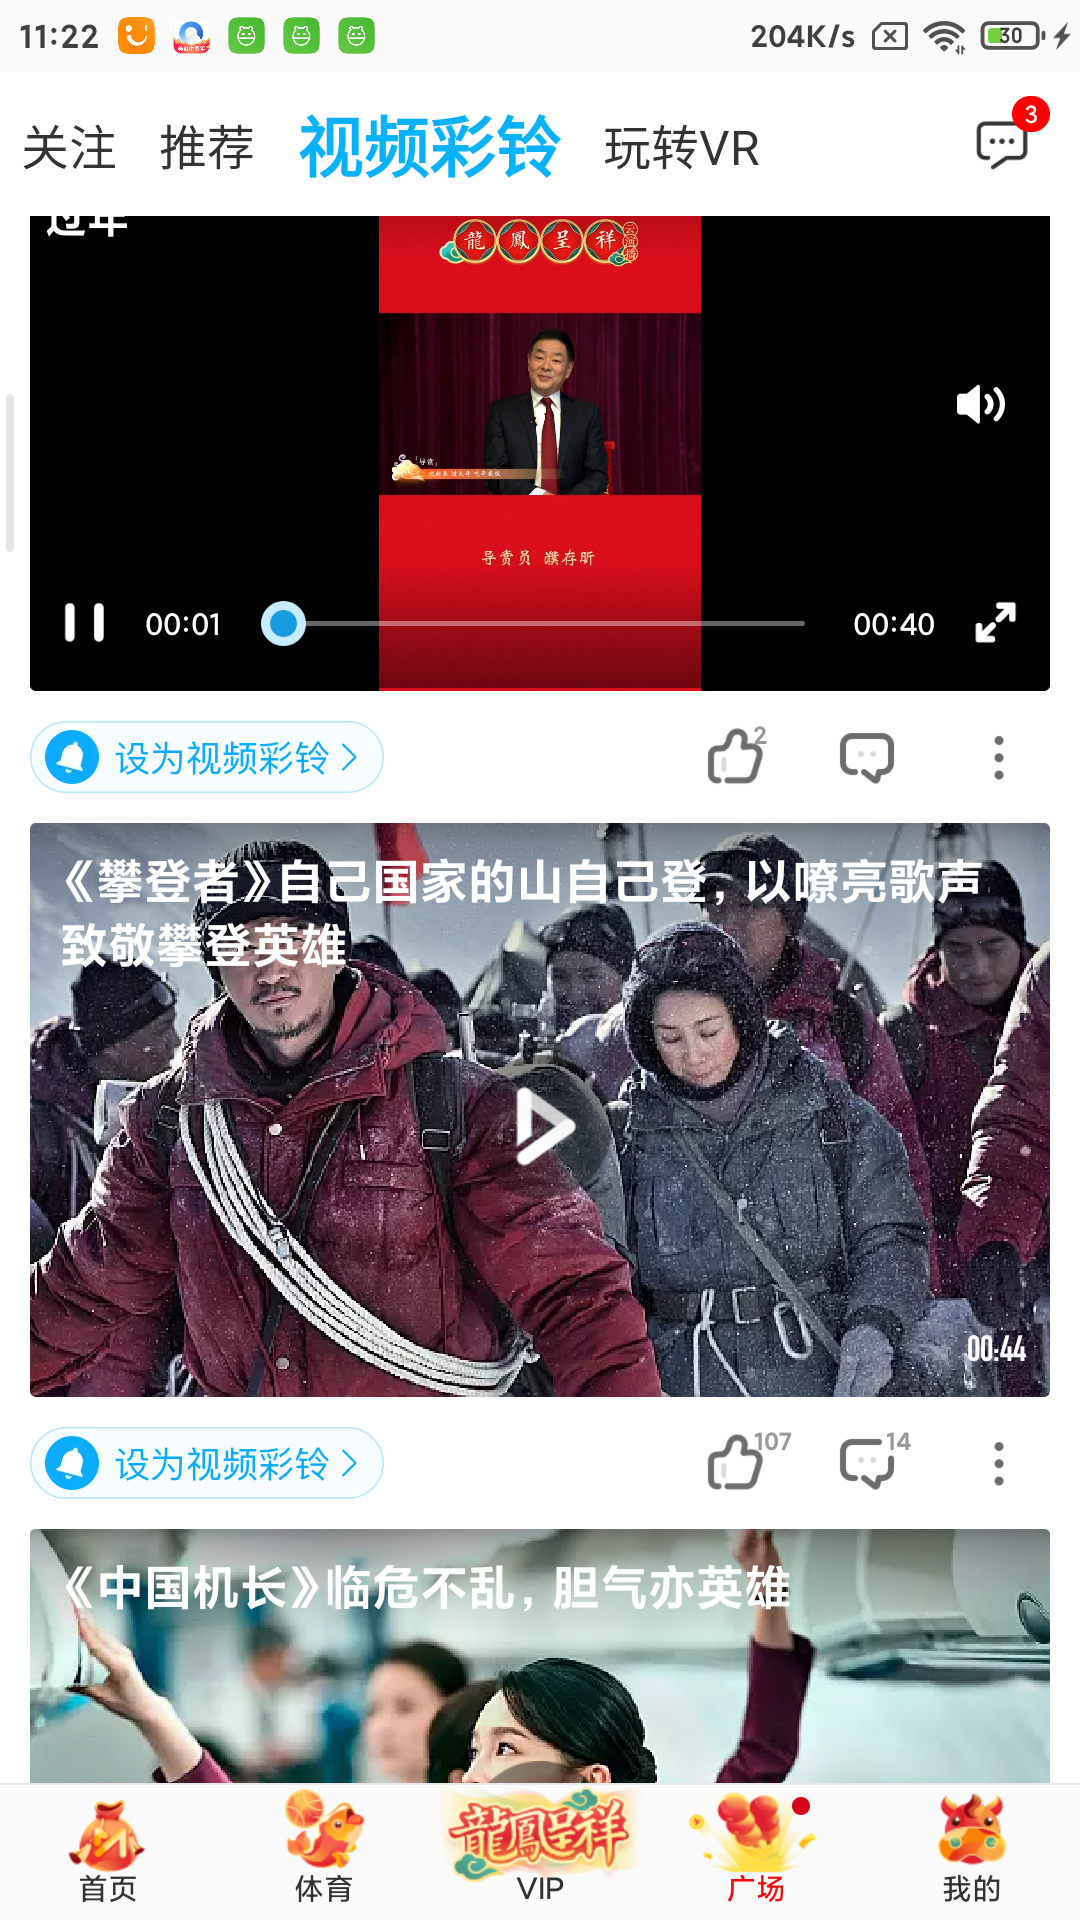 11:22
204K/s
30
关注 推荐 视频彩铃 玩转VR
3
过年
龍鳳呈祥
导赏员 濮存昕
00:01
00:40
设为视频彩铃
2
《攀登者》自己国家的山自己登，以嘹亮歌声
致敬攀登英雄
00:44
设为视频彩铃
107
14
《中国机长》临危不乱，胆气亦英雄
龍鳳呈祥
首页 体育 VIP 广场 我的